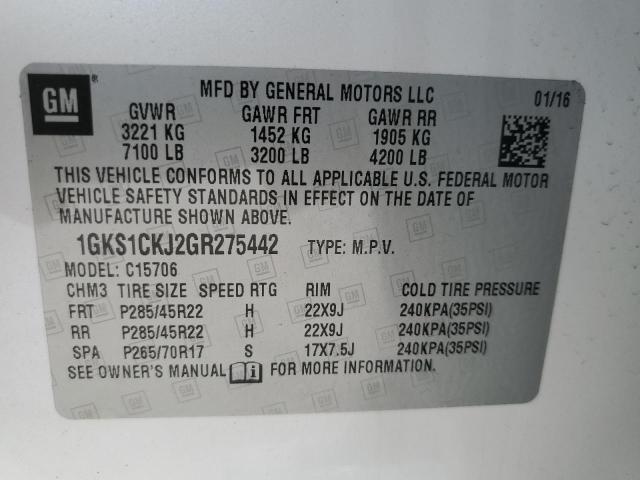 GM ® MFD BY GENERAL MOTORS LLC 01/16
GVWR GAWR FRT GAWR RR
3221 KG 1452 KG 1905 KG
7100 LB 3200 LB 4200 LB
THIS VEHICLE CONFORMS TO ALL APPLICABLE U.S. FEDERAL MOTOR
VEHICLE SAFETY STANDARDS IN EFFECT ON THE DATE OF
MANUFACTURE SHOWN ABOVE.
1GKS1CKJ2GR275442 TYPE: M.P.V.
MODEL: C15706
CHM3 TIRE SIZE SPEED RTG RIM COLD TIRE PRESSURE
FRT P285/45R22 H 22X9J 240KPA(35PSI)
RR P285/45R22 H 22X9J 240KPA(35PSI)
SPA P265/70R17 S 17X7.5J 240KPA(35PSI)
SEE OWNER'S MANUAL FOR MORE INFORMATION.